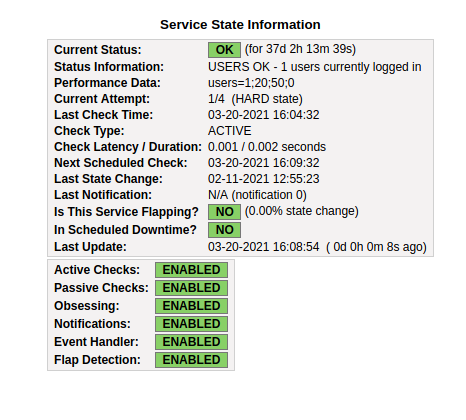 Service State Information
Current Status: OK (for 37d 2h 13m 39s)
Status Information: USERS OK - 1 users currently logged in
Performance Data: users=1;20;50;0
Current Attempt: 1/4 (HARD state)
Last Check Time: 03-20-2021 16:04:32
Check Type: ACTIVE
Check Latency / Duration: 0.001 / 0.002 seconds
Next Scheduled Check: 03-20-2021 16:09:32
Last State Change: 02-11-2021 12:55:23
Last Notification: N/A (notification 0)
Is This Service Flapping? NO (0.00% state change)
In Scheduled Downtime? NO
Last Update: 03-20-2021 16:08:54 ( 0d 0h 0m 8s ago)
Active Checks: ENABLED
Passive Checks: ENABLED
Obsessing: ENABLED
Notifications: ENABLED
Event Handler: ENABLED
Flap Detection: ENABLED